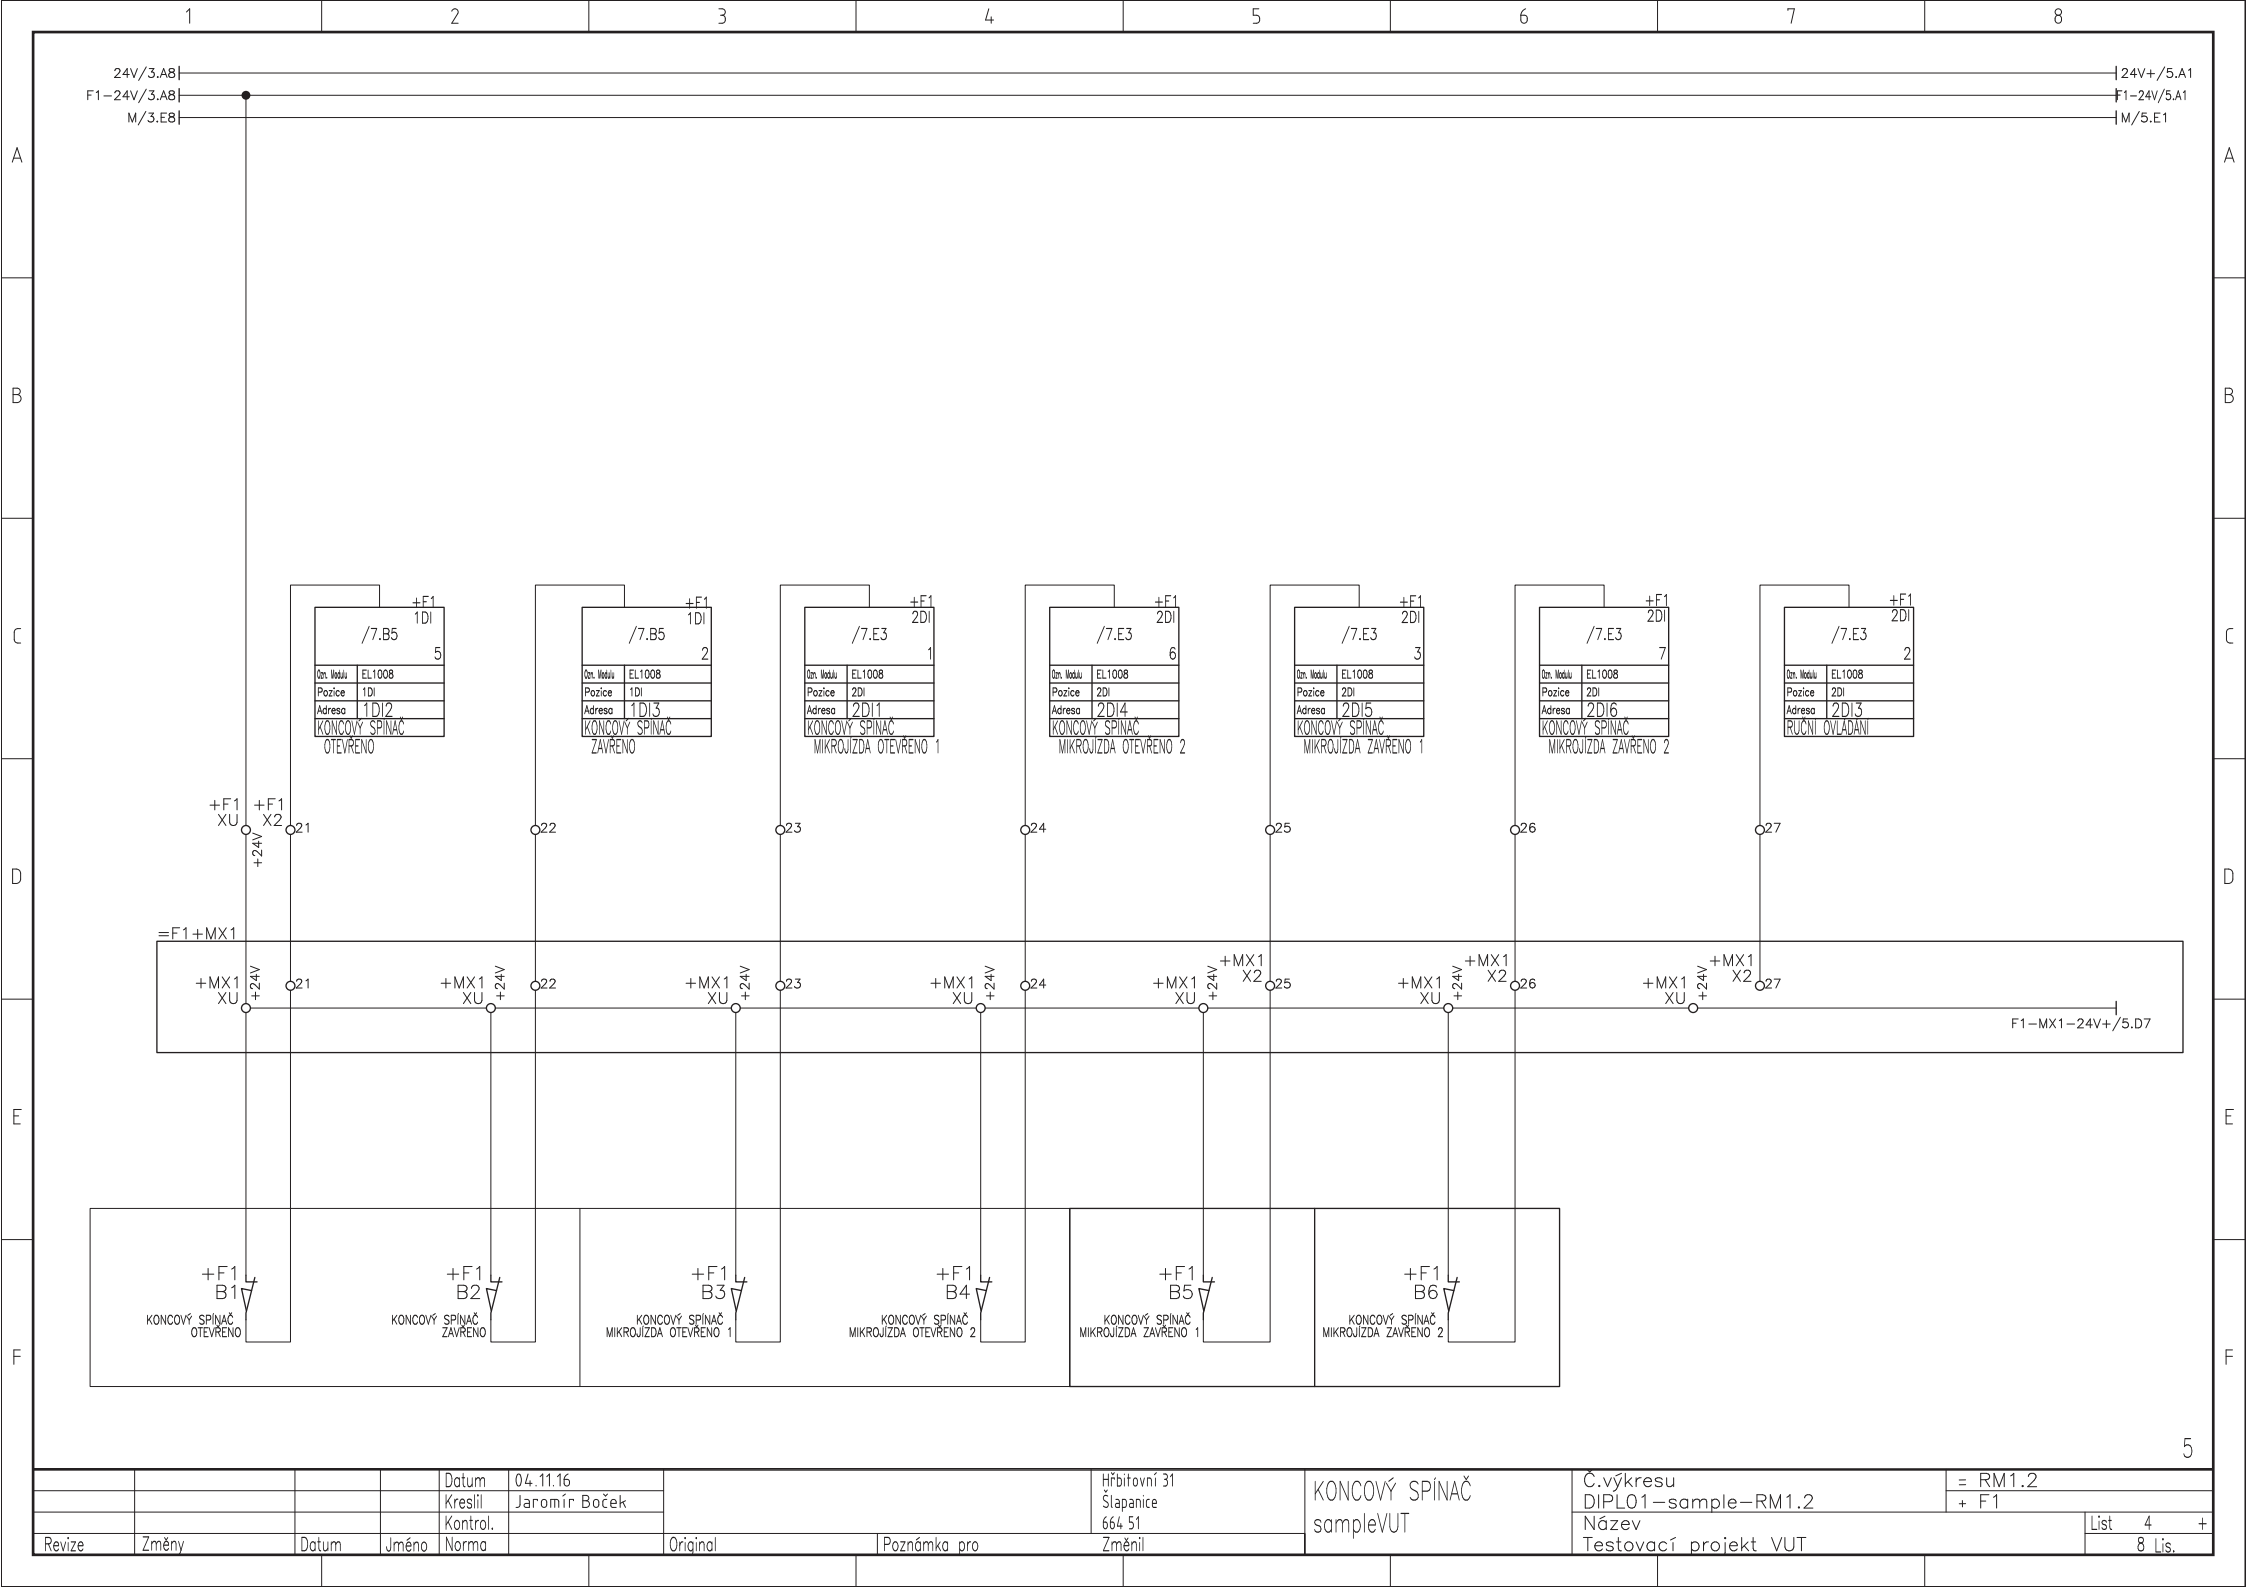 1 2 3 4 5 6 7 8
24V/3.A8 24V+/5.A1
F1-24V/3.A8 F1-24V/5.A1
M/3.E8 M/5.E1
A A
B B
+F1 +F1 +F1 +F1 +F1 +F1 +F1
1DI 1DI 2DI 2DI 2DI 2DI 2DI
C /7.B5 /7.B5 /7.E3 /7.E3 /7.E3 /7.E3 /7.E3 C
5 2 1 6 3 7 2
Ozn. Modulu EL1008 Ozn. Modulu EL1008 Ozn. Modulu EL1008 Ozn. Modulu EL1008 Ozn. Modulu EL1008 Ozn. Modulu EL1008 Ozn. Modulu EL1008
Pozice 1DI Pozice 1DI Pozice 2DI Pozice 2DI Pozice 2DI Pozice 2DI Pozice 2DI
Adresa 1DI2 Adresa 1DI3 Adresa 2DI1 Adresa 2DI4 Adresa 2DI5 Adresa 2DI6 Adresa 2DI3
KONCOVÝ SPÍNAČ KONCOVÝ SPÍNAČ KONCOVÝ SPÍNAČ KONCOVÝ SPÍNAČ KONCOVÝ SPÍNAČ KONCOVÝ SPÍNAČ RUČNÍ OVLÁDÁNÍ
OTEVŘENO ZAVŘENO MIKROJÍZDA OTEVŘENO 1 MIKROJÍZDA OTEVŘENO 2 MIKROJÍZDA ZAVŘENO 1 MIKROJÍZDA ZAVŘENO 2
+F1 +F1
XU X2
+24V 21 22 23 24 25 26 27
D D
=F1+MX1
+MX1 +MX1 +MX1
X2 X2 X2
+MX1 +24V 21 +MX1 +24V 22 +MX1 +24V 23 +MX1 +24V 24 +MX1 +24V 25 +MX1 +24V 26 +MX1 +24V 27
XU XU XU XU XU XU XU
F1-MX1-24V+/5.D7
E E
+F1 +F1 +F1 +F1 +F1 +F1
B1 B2 B3 B4 B5 B6
KONCOVÝ SPÍNAČ KONCOVÝ SPÍNAČ KONCOVÝ SPÍNAČ KONCOVÝ SPÍNAČ KONCOVÝ SPÍNAČ KONCOVÝ SPÍNAČ
OTEVŘENO ZAVŘENO MIKROJÍZDA OTEVŘENO 1 MIKROJÍZDA OTEVŘENO 2 MIKROJÍZDA ZAVŘENO 1 MIKROJÍZDA ZAVŘENO 2
F F
5
Datum 04.11.16 Hřbitovní 31 KONCOVÝ SPÍNAČ Č.výkresu = RM1.2
Kreslil Jaromír Boček Šlapanice DIPL01-sample-RM1.2 + F1
Kontrol. 664 51 sampleVUT Název List 4 +
Revize Změny Datum Jméno Norma Original Poznámka pro Změnil Testovací projekt VUT 8 Lis.